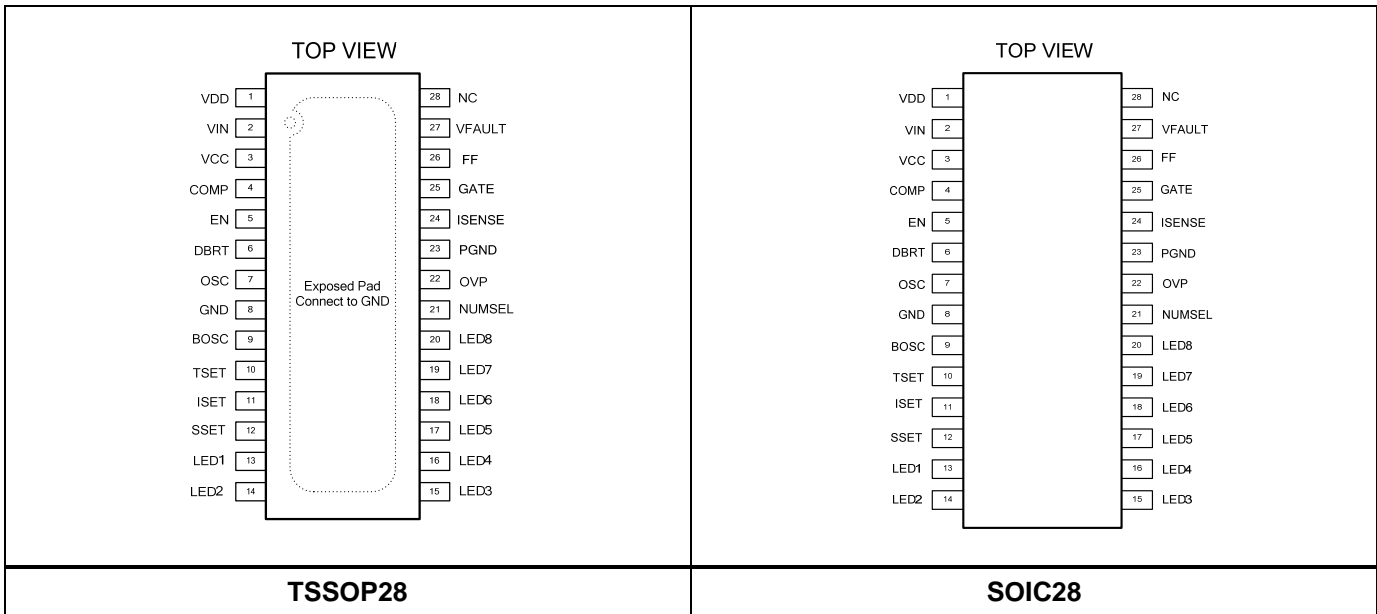 TOP VIEW
VDD 1 28 NC
VIN 2 27 VFAULT
VCC 3 26 FF
COMP 4 25 GATE
EN 5 24 ISENSE
DBRT 6 23 PGND
OSC 7 22 OVP
Exposed Pad
Connect to GND
GND 8 21 NUMSEL
BOSC 9 20 LED8
TSET 10 19 LED7
ISET 11 18 LED6
SSET 12 17 LED5
LED1 13 16 LED4
LED2 14 15 LED3
TSSOP28
TOP VIEW
VDD 1 28 NC
VIN 2 27 VFAULT
VCC 3 26 FF
COMP 4 25 GATE
EN 5 24 ISENSE
DBRT 6 23 PGND
OSC 7 22 OVP
GND 8 21 NUMSEL
BOSC 9 20 LED8
TSET 10 19 LED7
ISET 11 18 LED6
SSET 12 17 LED5
LED1 13 16 LED4
LED2 14 15 LED3
SOIC28